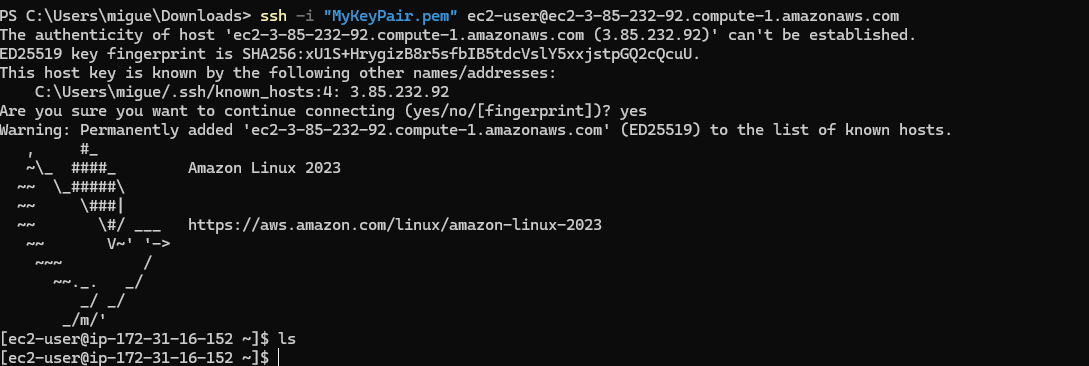 PS C:\Users\migue\Downloads> ssh -i "MyKeyPair.pem" ec2-user@ec2-3-85-232-92.compute-1.amazonaws.com
The authenticity of host 'ec2-3-85-232-92.compute-1.amazonaws.com (3.85.232.92)' can't be established.
ED25519 key fingerprint is SHA256:xU1S+HrygizB8r5sfbIB5tdcVslY5xxjstpGQ2cQcuU.
This host key is known by the following other names/addresses:
    C:\Users\migue/.ssh/known_hosts:4: 3.85.232.92
Are you sure you want to continue connecting (yes/no/[fingerprint])? yes
Warning: Permanently added 'ec2-3-85-232-92.compute-1.amazonaws.com' (ED25519) to the list of known hosts.
   ,     #_
   ~\_  ####_        Amazon Linux 2023
  ~~  \_#####\
  ~~     \###|
  ~~       \#/ ___   https://aws.amazon.com/linux/amazon-linux-2023
   ~~       V~' '->
    ~~~         /
      ~~._.   _/
         _/ _/
       _/m/'
[ec2-user@ip-172-31-16-152 ~]$ ls
[ec2-user@ip-172-31-16-152 ~]$